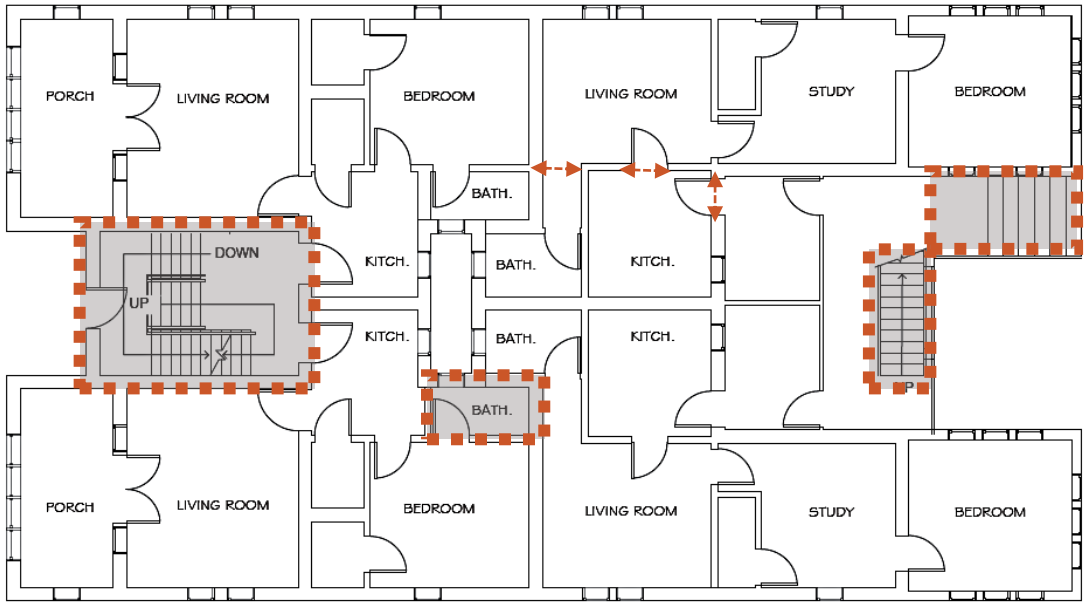 PORCH
LIVING ROOM
BEDROOM
LIVING ROOM
STUDY
BEDROOM
BATH.
DOWN
KITCH.
BATH.
KITCH.
UP
KITCH.
BATH.
KITCH.
UP
BATH.
PORCH
LIVING ROOM
BEDROOM
LIVING ROOM
STUDY
BEDROOM